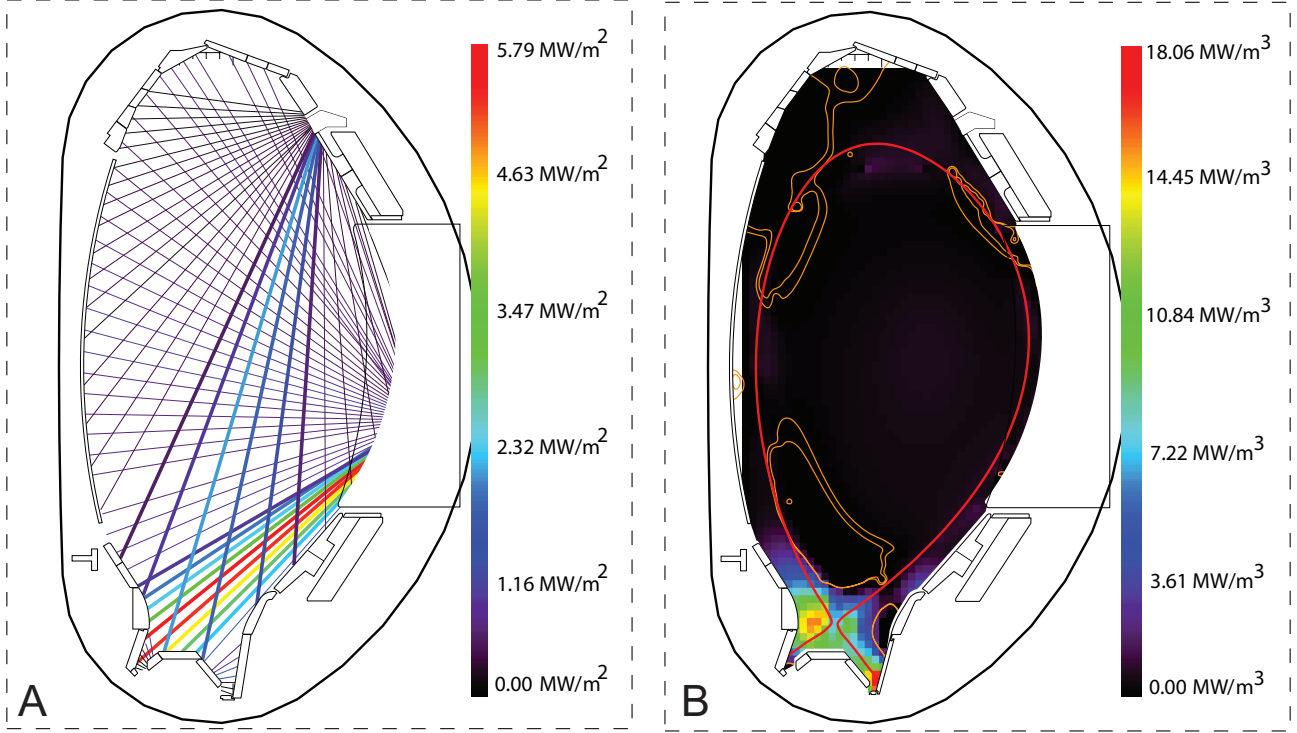 5.79 MW/m²
4.63 MW/m²
3.47 MW/m²
2.32 MW/m²
1.16 MW/m²
0.00 MW/m²
A
18.06 MW/m³
14.45 MW/m³
10.84 MW/m³
7.22 MW/m³
3.61 MW/m³
0.00 MW/m³
B